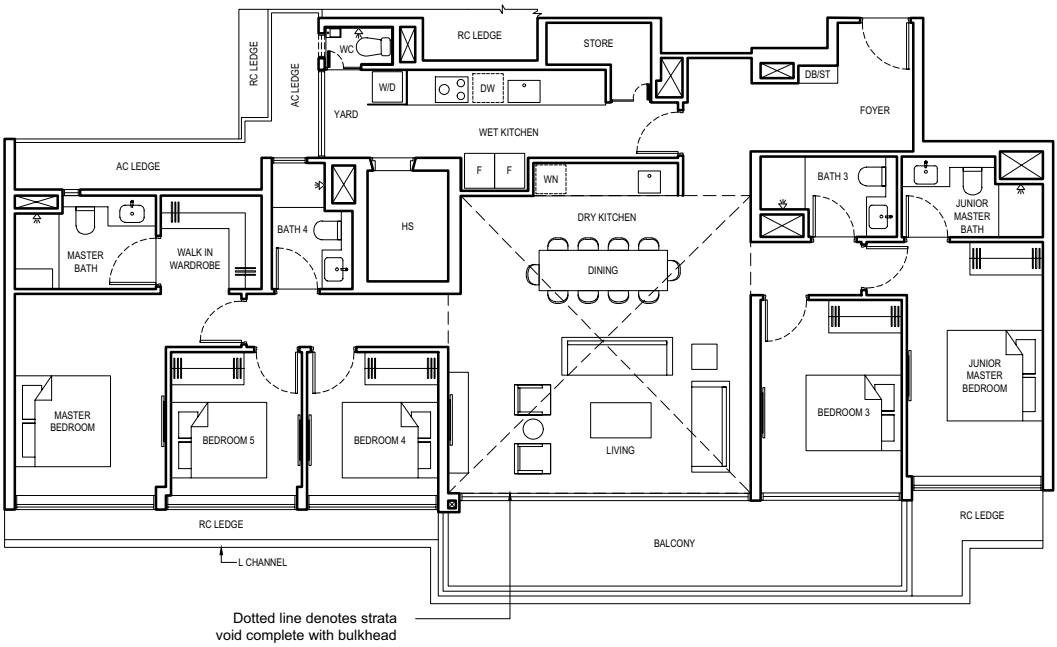 RC LEDGE
STORE
WC
RC LEDGE
AC LEDGE
DB/ST
W/D
DW
YARD
FOYER
WET KITCHEN
AC LEDGE
F
F
WN
BATH 3
JUNIOR
MASTER
BATH
DRY KITCHEN
HS
BATH 4
MASTER
BATH
WALK IN
WARDROBE
DINING
MASTER
BEDROOM
BEDROOM 5
BEDROOM 4
LIVING
BEDROOM 3
JUNIOR
MASTER
BEDROOM
RC LEDGE
RC LEDGE
BALCONY
L CHANNEL
Dotted line denotes strata
void complete with bulkhead